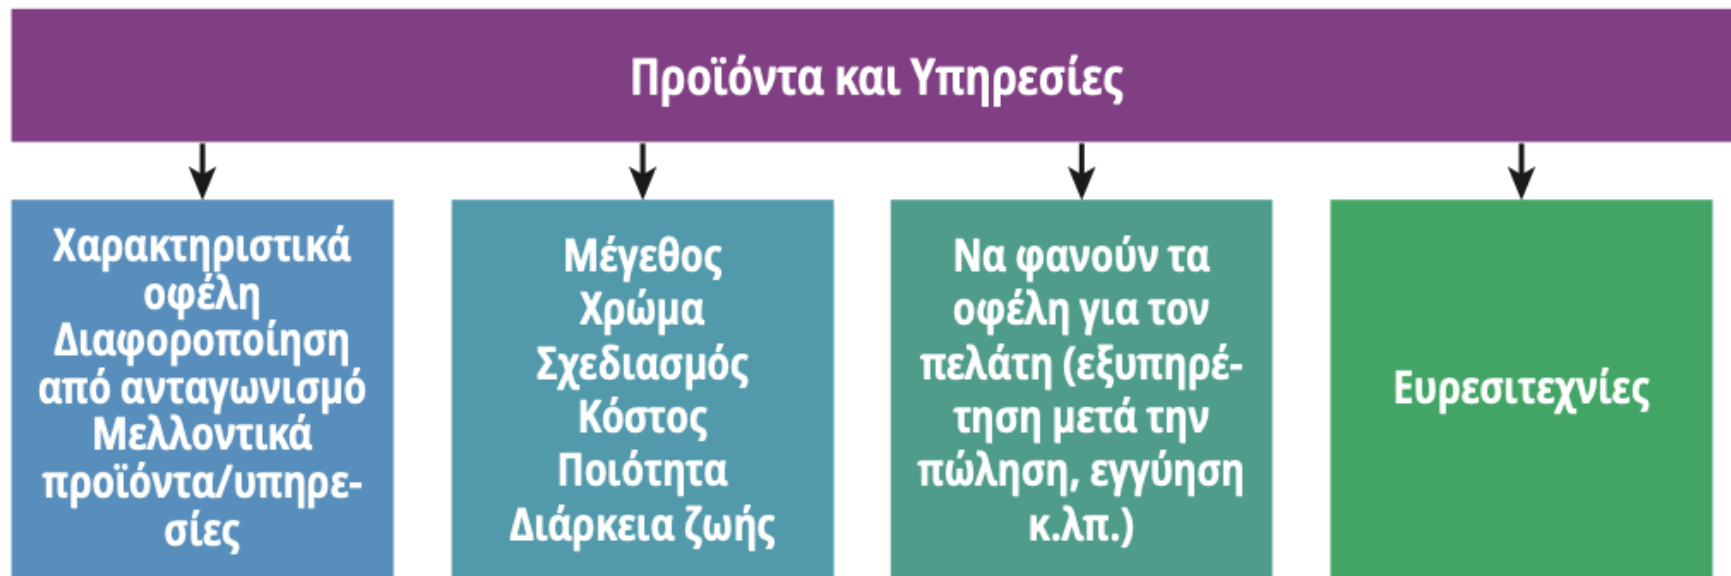 Προϊόντα και Υπηρεσίες
Χαρακτηριστικά
οφέλη
Διαφοροποίηση
από ανταγωνισμό
Μελλοντικά
προϊόντα/υπηρε-
σίες
Μέγεθος
Χρώμα
Σχεδιασμός
Κόστος
Ποιότητα
Διάρκεια ζωής
Να φανούν τα
οφέλη για τον
πελάτη (εξυπηρέ-
τηση μετά την
πώληση, εγγύηση
κ.λπ.)
Ευρεσιτεχνίες